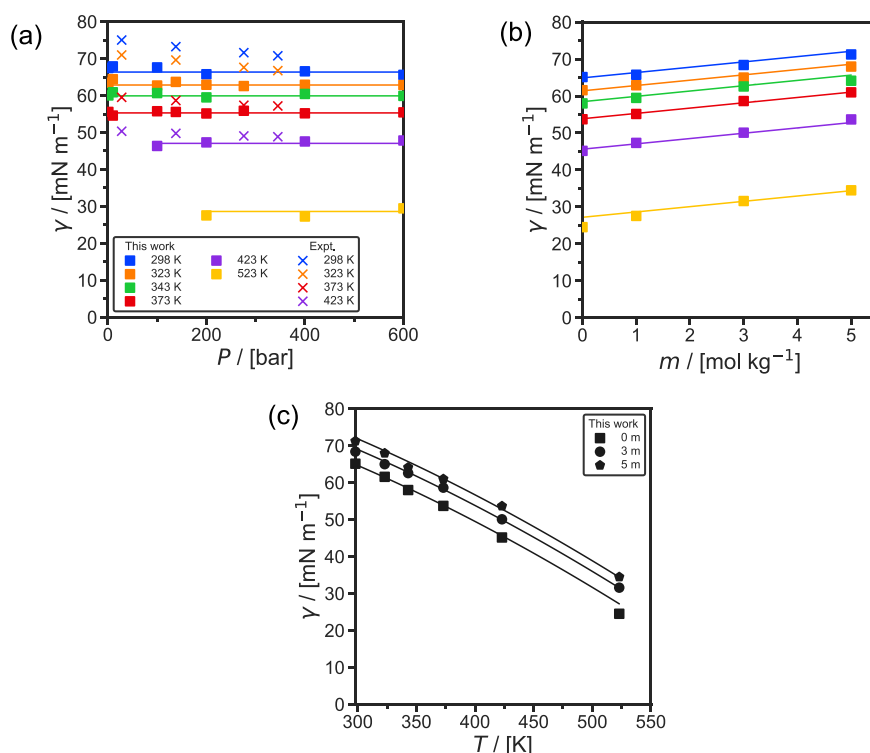 (a)
γ / [mN m⁻¹]
80
70
60
50
40
30
20
10
0
This work
298 K
323 K
343 K
373 K
423 K
523 K
Expt.
298 K
323 K
373 K
423 K
0 200 400 600
P / [bar]
(b)
γ / [mN m⁻¹]
80
70
60
50
40
30
20
10
0
0 1 2 3 4 5
m / [mol kg⁻¹]
(c)
γ / [mN m⁻¹]
80
70
60
50
40
30
20
10
0
This work
0 m
3 m
5 m
300 350 400 450 500 550
T / [K]